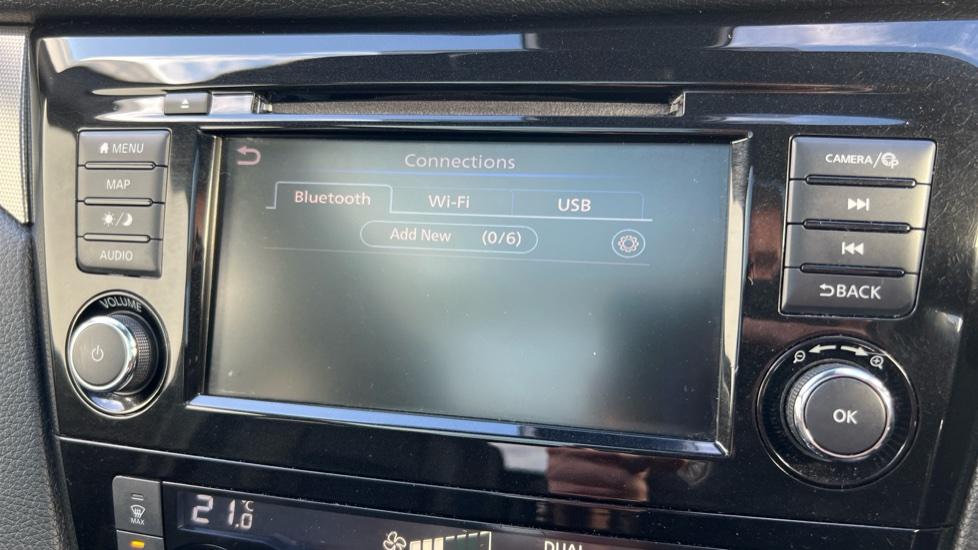 MENU
MAP
AUDIO
VOLUME
Connections
Bluetooth Wi-Fi USB
Add New (0/6)
CAMERA/
BACK
OK
MAX
21.0 °C
DUAL